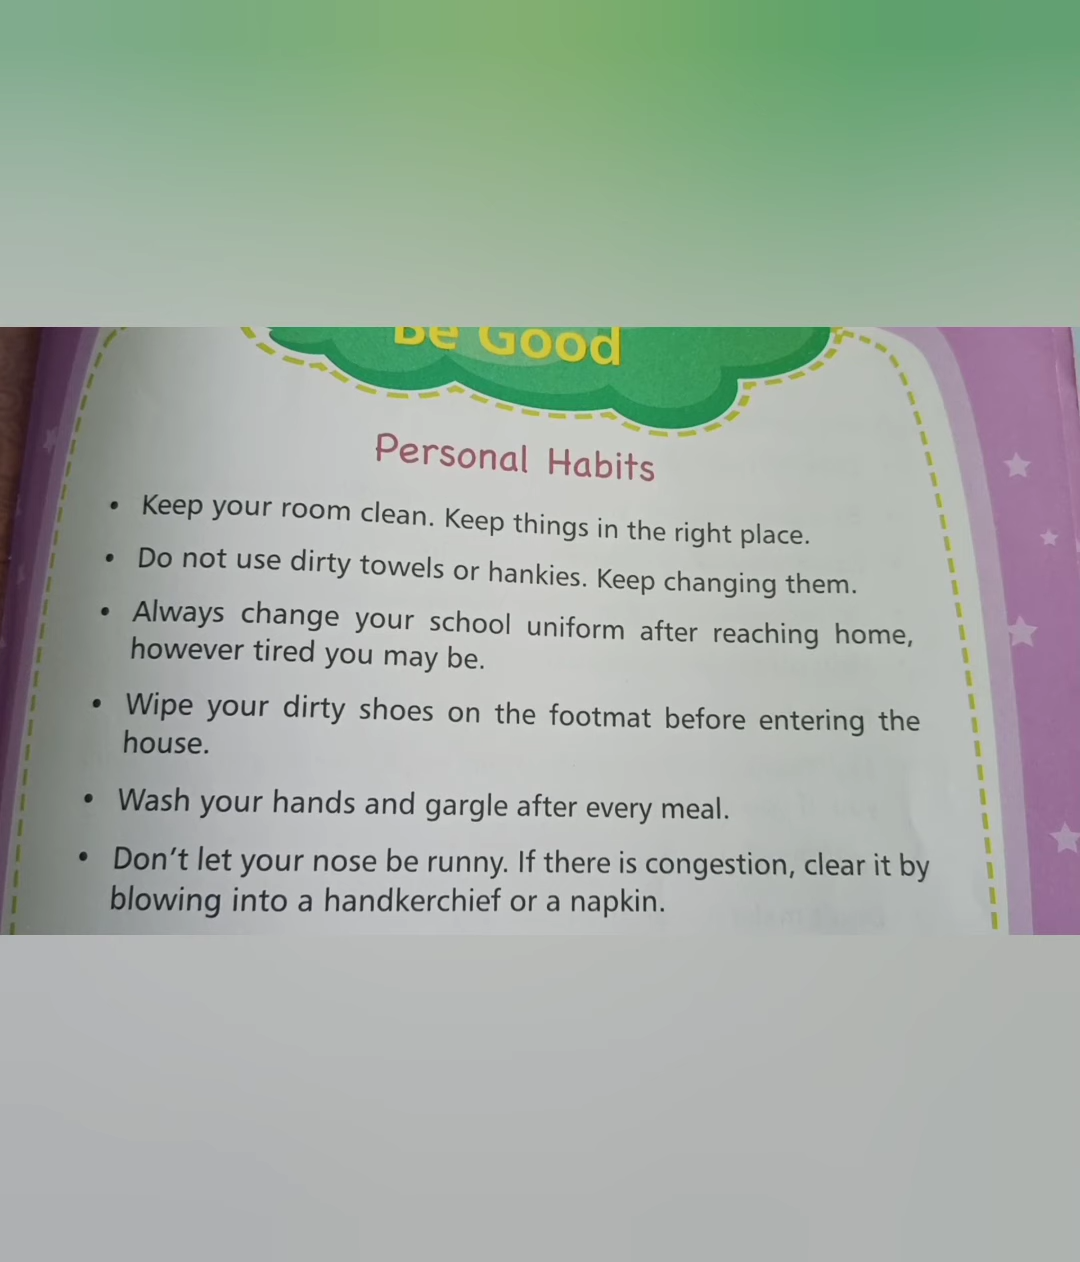 Be Good
Personal Habits
• Keep your room clean. Keep things in the right place.
• Do not use dirty towels or hankies. Keep changing them.
• Always change your school uniform after reaching home,
however tired you may be.
• Wipe your dirty shoes on the footmat before entering the
house.
• Wash your hands and gargle after every meal.
• Don't let your nose be runny. If there is congestion, clear it by
blowing into a handkerchief or a napkin.